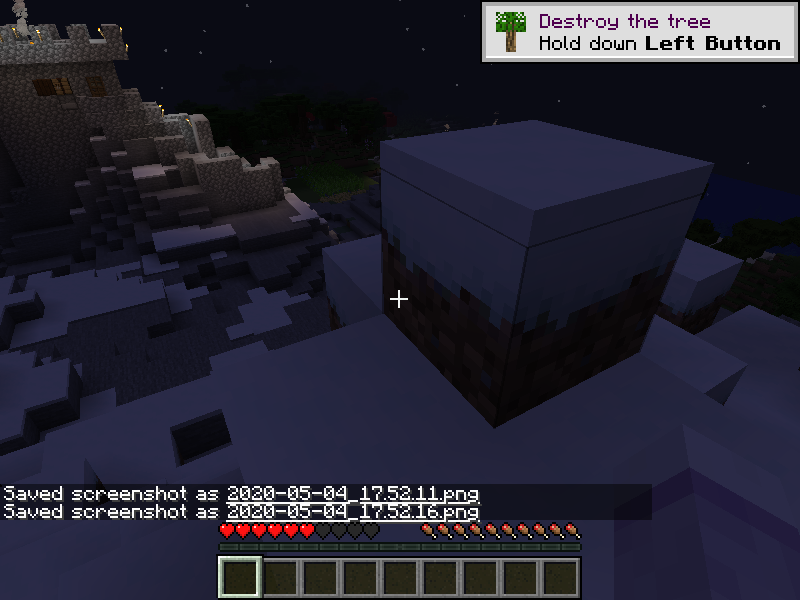 Destroy the tree
Hold down Left Button
Saved screenshot as 2020-05-04_17.52.11.png
Saved screenshot as 2020-05-04_17.52.16.png